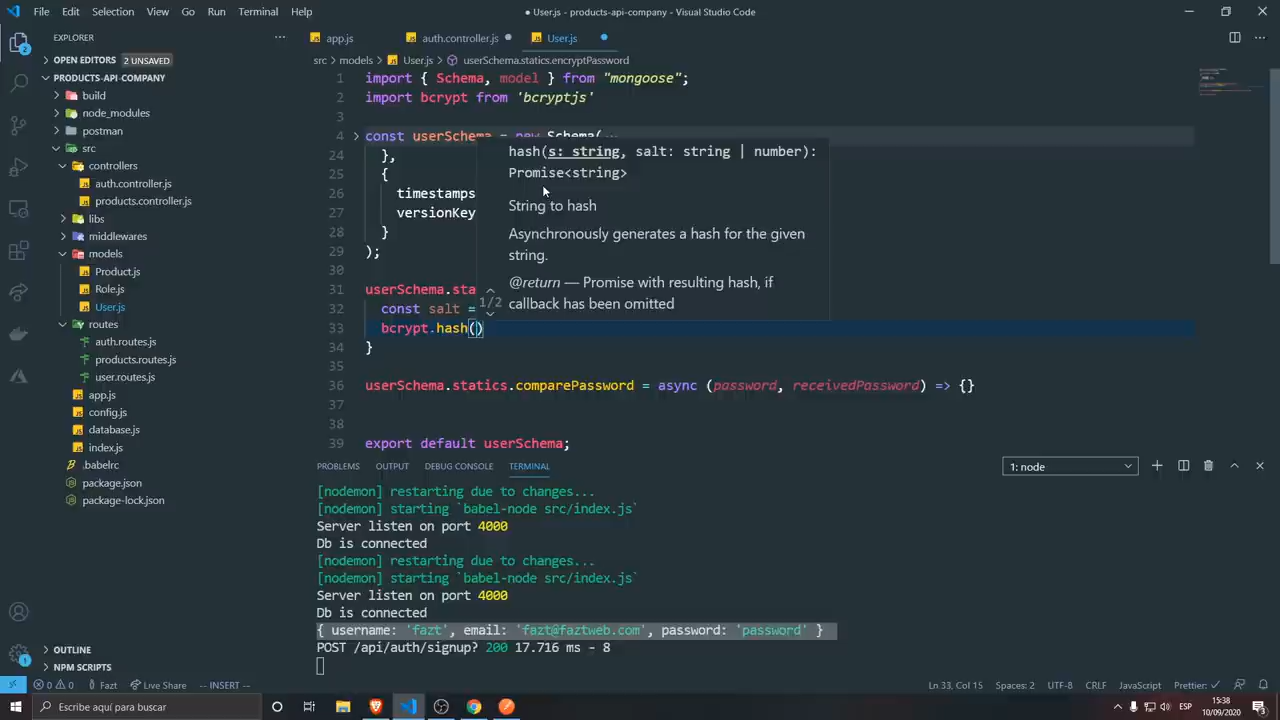 File Edit Selection View Go Run Terminal Help
● User.js - products-api-company - Visual Studio Code
EXPLORER
app.js
auth.controller.js
User.js
OPEN EDITORS 2 UNSAVED
PRODUCTS-API-COMPANY
build
node_modules
postman
src
controllers
auth.controller.js
products.controller.js
libs
middlewares
models
Product.js
Role.js
User.js
routes
auth.routes.js
products.routes.js
user.routes.js
app.js
config.js
database.js
index.js
.babelrc
package.json
package-lock.json
OUTLINE
NPM SCRIPTS
src > models > User.js > userSchema.statics.encryptPassword
1 import { Schema, model } from "mongoose";
2 import bcrypt from 'bcryptjs'
3
4 const userSchema = new Schema(
24 },
25 {
26 timestamps
27 versionKey
28 }
29 );
30
31 userSchema.sta
32 const salt =
33 bcrypt.hash()
34 }
35
36 userSchema.statics.comparePassword = async (password, receivedPassword) => {}
37
38
39 export default userSchema;
hash(s: string, salt: string | number):
Promise<string>
String to hash
Asynchronously generates a hash for the given
string.
@return — Promise with resulting hash, if
callback has been omitted
1/2
PROBLEMS OUTPUT DEBUG CONSOLE TERMINAL
1: node
[nodemon] restarting due to changes...
[nodemon] starting `babel-node src/index.js`
Server listen on port 4000
Db is connected
[nodemon] restarting due to changes...
[nodemon] starting `babel-node src/index.js`
Server listen on port 4000
Db is connected
{ username: 'fazt', email: 'fazt@faztweb.com', password: 'password' }
POST /api/auth/signup? 200 17.716 ms - 8
0 0 Fazt Live Share -- INSERT --
Ln 33, Col 15 Spaces: 2 UTF-8 CRLF JavaScript Prettier: ✓
Escribe aquí para buscar
ESP
15:38
10/09/2020